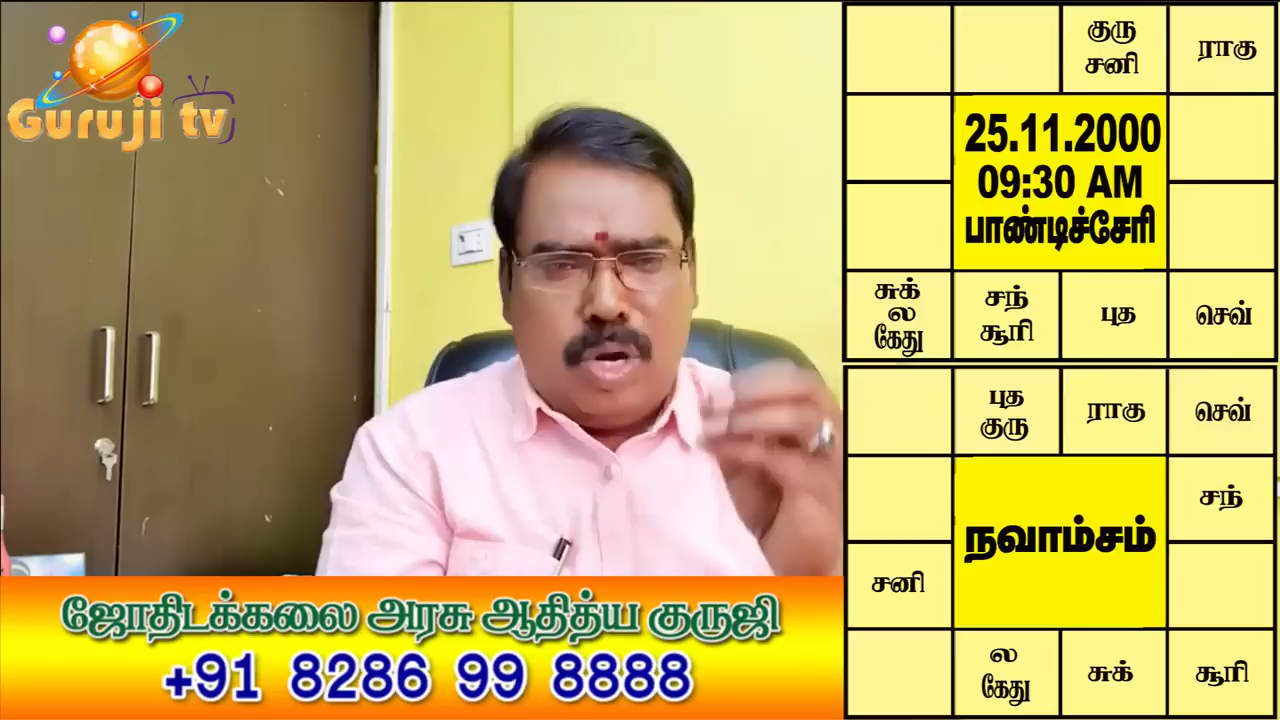 Guruji tv
குரு
சனி
ராகு
25.11.2000
09:30 AM
பாண்டிச்சேரி
சுக்
ல
கேது
சந்
சூரி
புத
செவ்
புத
குரு
ராகு
செவ்
சந்
நவாம்சம்
சனி
ல
கேது
சுக்
சூரி
ஜோதிடக்கலை அரசு ஆதித்ய குருஜி
+91 8286 99 8888